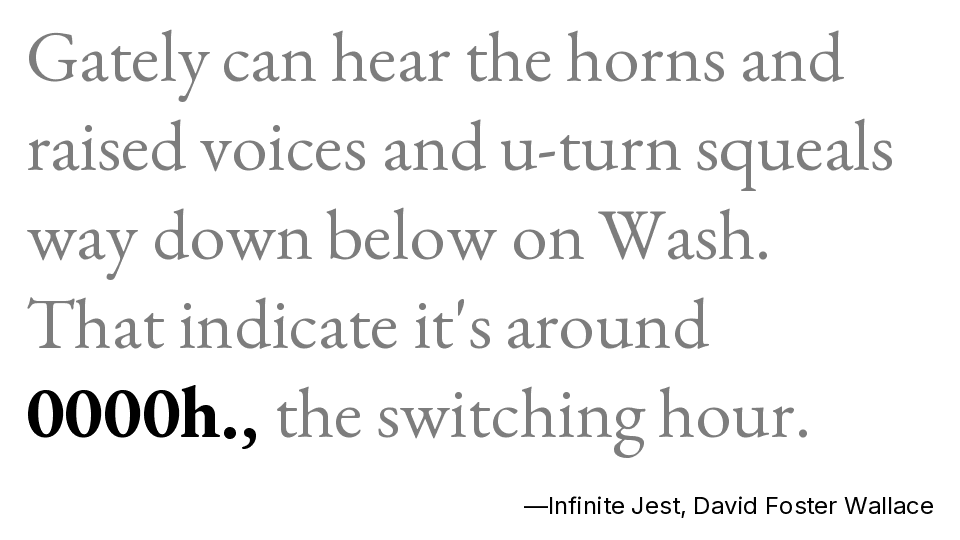 Gately can hear the horns and
raised voices and u-turn squeals
way down below on Wash.
That indicate it's around
0000h., the switching hour.
—Infinite Jest, David Foster Wallace